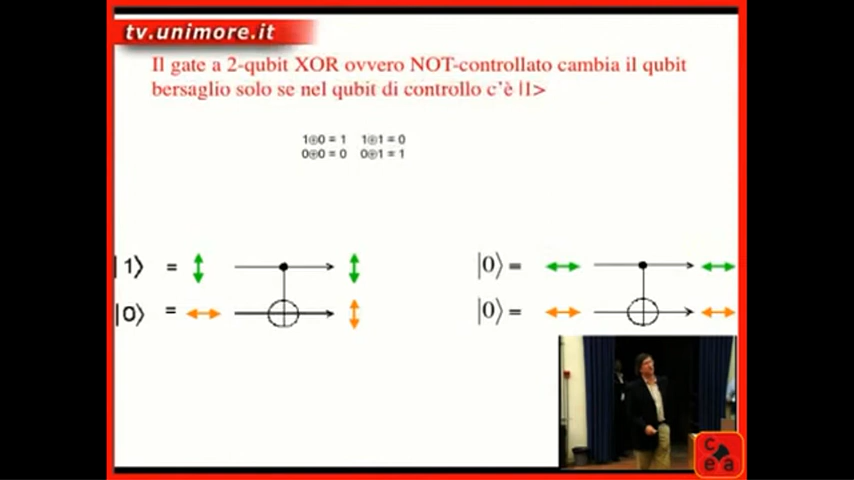 tv.unimore.it
Il gate a 2-qubit XOR ovvero NOT-controllato cambia il qubit
bersaglio solo se nel qubit di controllo c'è |1>
1⊕0 = 1 1⊕1 = 0
0⊕0 = 0 0⊕1 = 1
|1⟩ =
|0⟩ =
|0⟩ =
|0⟩ =
c
e a